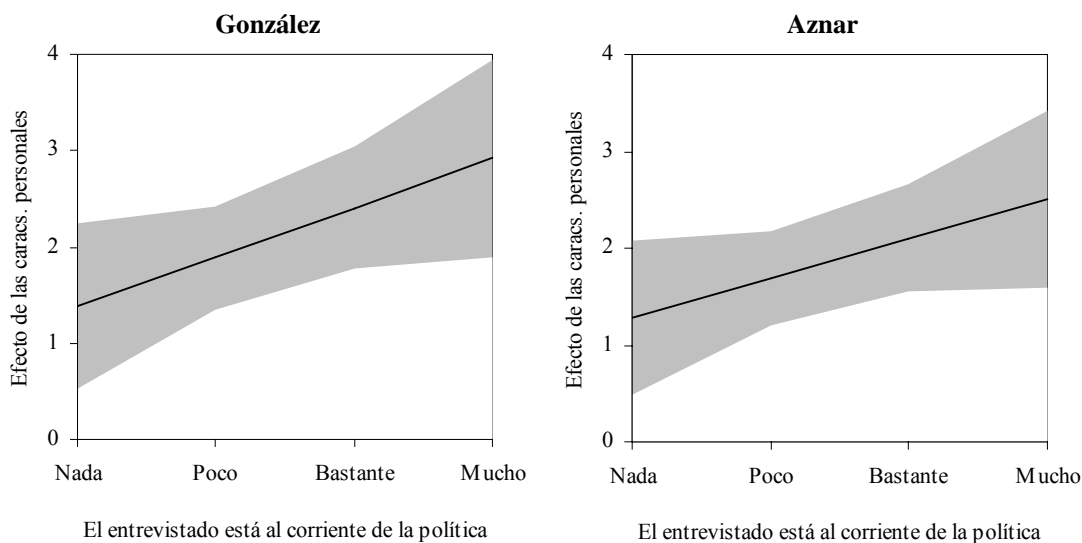 González
Efecto de las caracs. personales
4
3
2
1
0
Nada Poco Bastante Mucho
El entrevistado está al corriente de la política
Aznar
Efecto de las caracs. personales
4
3
2
1
0
Nada Poco Bastante Mucho
El entrevistado está al corriente de la política